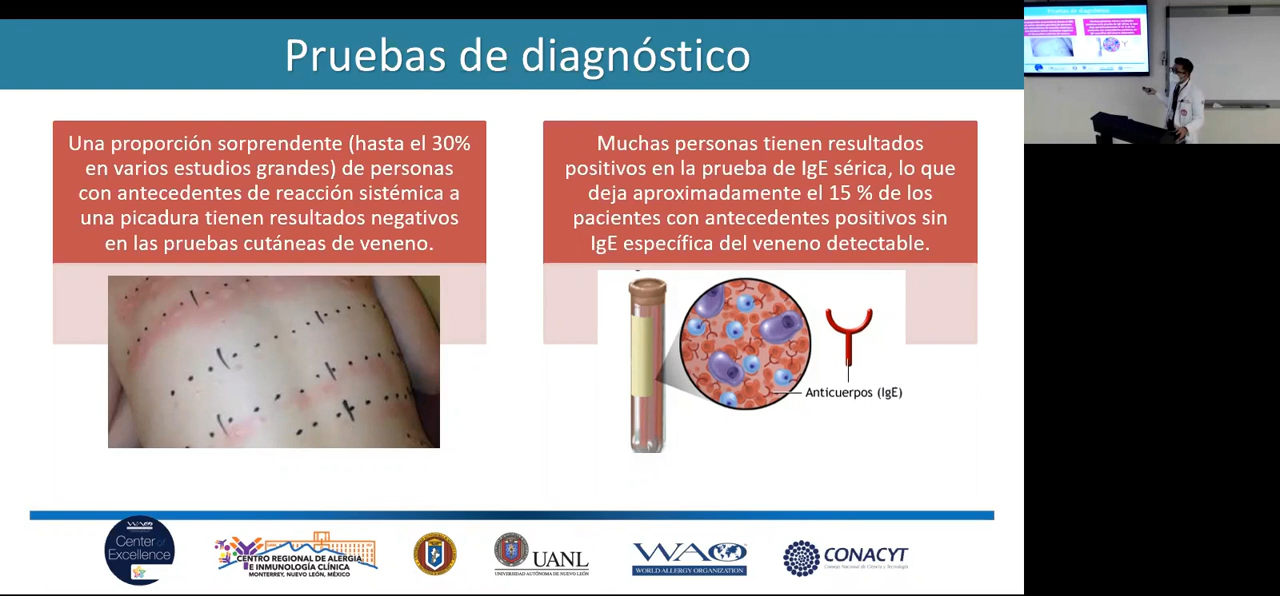 Pruebas de diagnóstico
Una proporción sorprendente (hasta el 30%
en varios estudios grandes) de personas
con antecedentes de reacción sistémica a
una picadura tienen resultados negativos
en las pruebas cutáneas de veneno.
Muchas personas tienen resultados
positivos en la prueba de IgE sérica, lo que
deja aproximadamente el 15 % de los
pacientes con antecedentes positivos sin
IgE específica del veneno detectable.
Anticuerpos (IgE)
WAO
Center of
Excellence
CENTRO REGIONAL DE ALERGIA
E INMUNOLOGÍA CLÍNICA
MONTERREY, NUEVO LEÓN, MÉXICO
UANL
UNIVERSIDAD AUTÓNOMA DE NUEVO LEÓN
WAO
WORLD ALLERGY ORGANIZATION
CONACYT
Consejo Nacional de Ciencia y Tecnología
Pruebas de diagnóstico